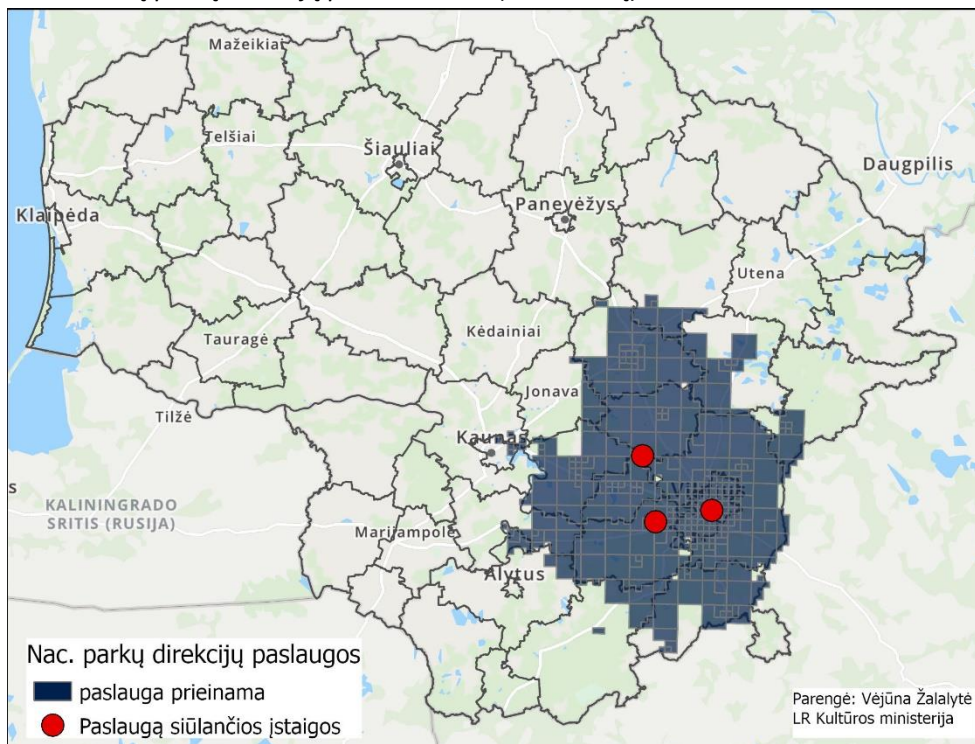 Mažeikiai
Telšiai
Šiauliai
Daugpilis
Klaipėda
Panevėžys
Utena
Tauragė
Kėdainiai
Jonava
Tilžė
Kaunas
s
KALININGRADO
SRITIS (RUSIJA)
Marijampolė
Alytus
Nac. parkų direkcijų paslaugos
paslauga prieinama
Paslaugą siūlančios įstaigos
Parengė: Vėjūna Žalalytė
LR Kultūros ministerija